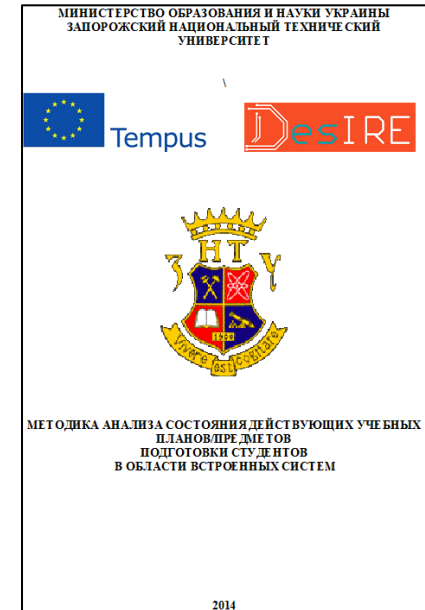 МИНИСТЕРСТВО ОБРАЗОВАНИЯ И НАУКИ УКРАИНЫ
ЗАПОРОЖСКИЙ НАЦИОНАЛЬНЫЙ ТЕХНИЧЕСКИЙ
УНИВЕРСИТЕТ
\
Tempus
DesIRE
ЗНТУ
1900
Vivere est cogitare
МЕТОДИКА АНАЛИЗА СОСТОЯНИЯ ДЕЙСТВУЮЩИХ УЧЕБНЫХ
ПЛАНОВ/ПРЕДМЕТОВ
ПОДГОТОВКИ СТУДЕНТОВ
В ОБЛАСТИ ВСТРОЕННЫХ СИСТЕМ
2014